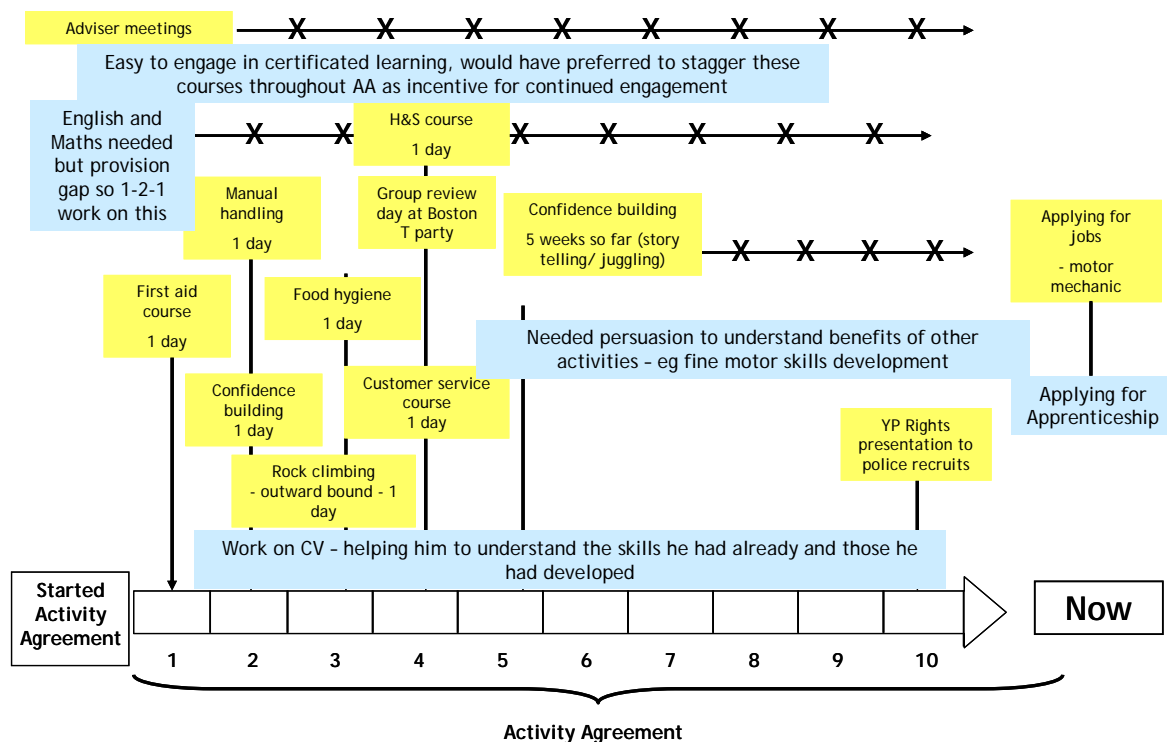 Adviser meetings
X X X X X X X X
Easy to engage in certificated learning, would have preferred to stagger these
courses throughout AA as incentive for continued engagement
English and
Maths needed
but provision
gap so 1-2-1
work on this
X X X X X X X
H&S course
1 day
Manual
handling
1 day
Group review
day at Boston
T party
Confidence building
5 weeks so far (story
telling/ juggling)
X X X X
Applying for
jobs
- motor
mechanic
First aid
course
1 day
Food hygiene
1 day
Needed persuasion to understand benefits of other
activities – eg fine motor skills development
Confidence
building
1 day
Customer service
course
1 day
Applying for
Apprenticeship
YP Rights
presentation to
police recruits
Rock climbing
- outward bound - 1
day
Work on CV – helping him to understand the skills he had already and those he
had developed
Started
Activity
Agreement
Now
1 2 3 4 5 6 7 8 9 10
Activity Agreement